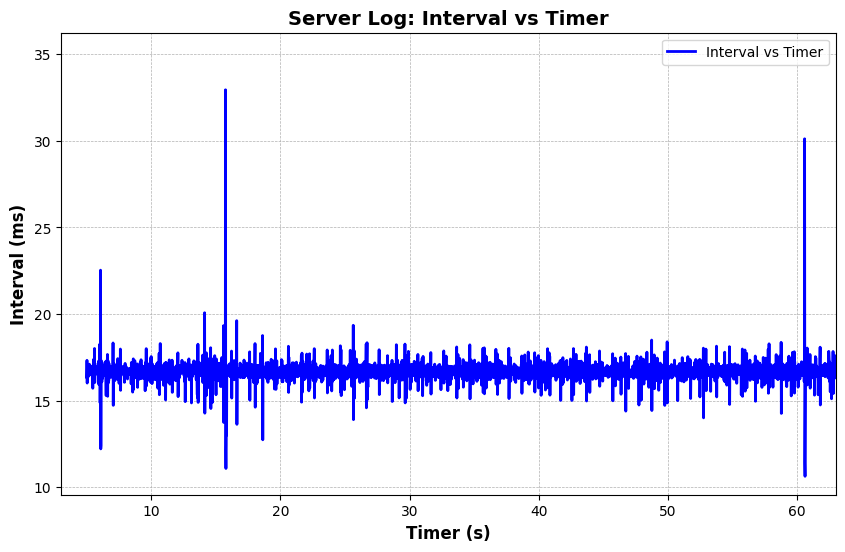 Server Log: Interval vs Timer
Interval vs Timer
35
30
25
20
15
10
Interval (ms)
10 20 30 40 50 60
Timer (s)